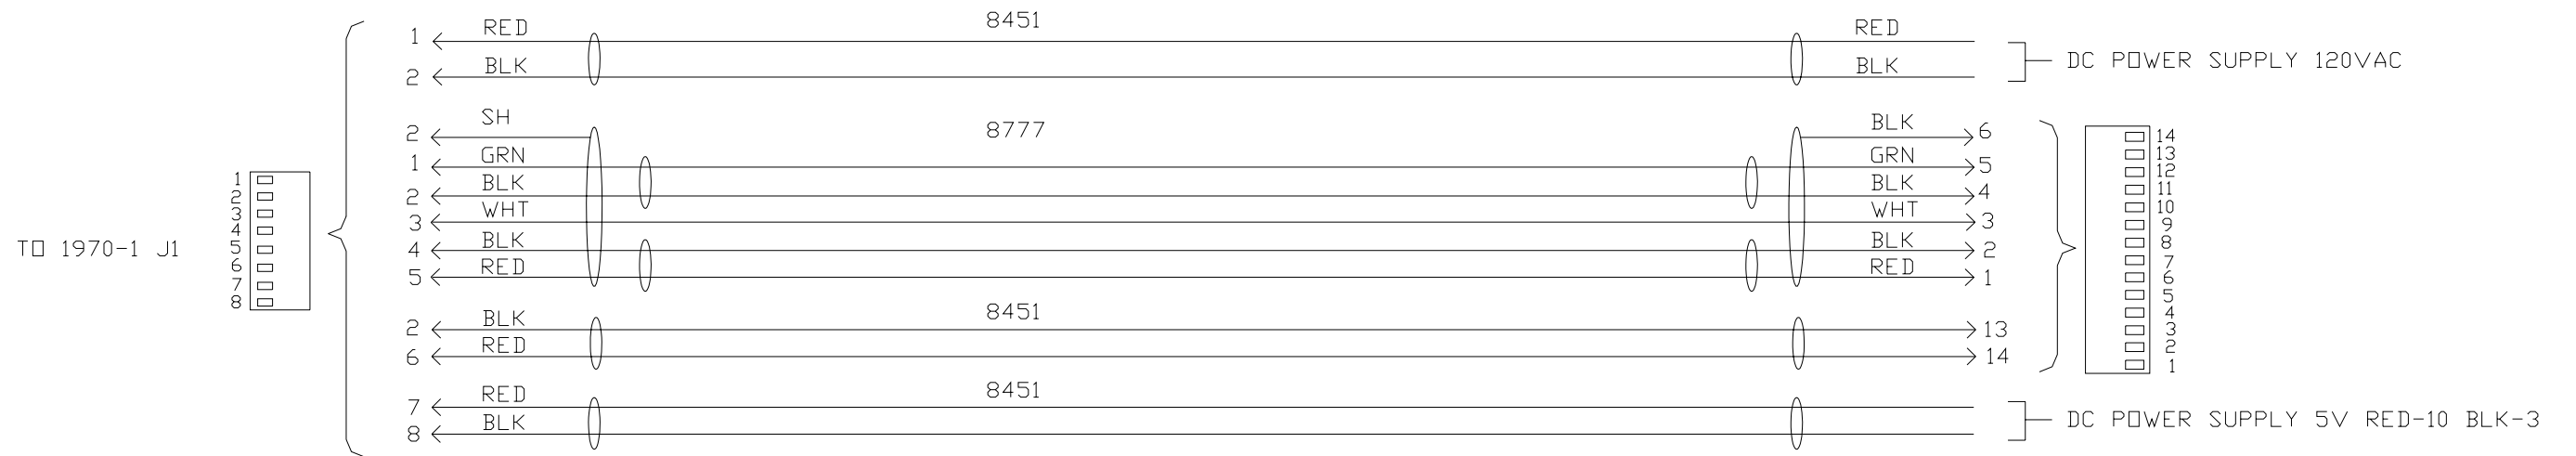 8451
1 RED RED
2 BLK BLK
DC POWER SUPPLY 120VAC
8777
2 SH BLK 6
1 GRN GRN 5
2 BLK BLK 4
3 WHT WHT 3
4 BLK BLK 2
5 RED RED 1
TO 1970-1 J1
1
2
3
4
5
6
7
8
14
13
12
11
10
9
8
7
6
5
4
3
2
1
8451
2 BLK 13
6 RED 14
8451
7 RED
8 BLK
DC POWER SUPPLY 5V RED-10 BLK-3